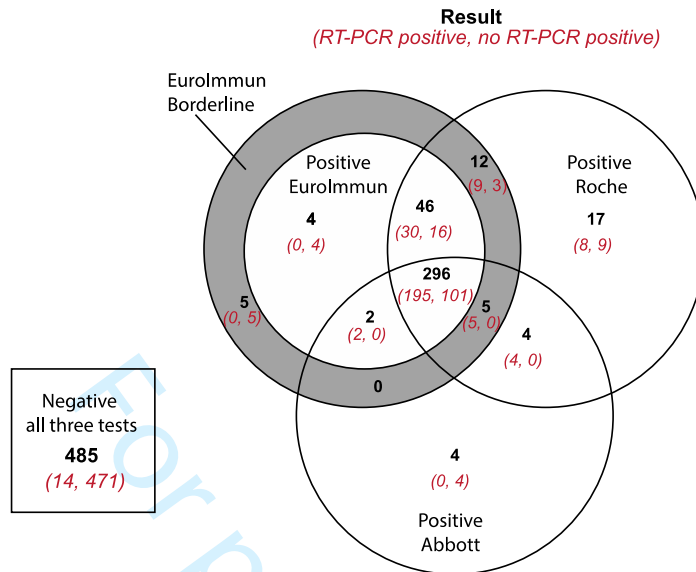 Result
(RT-PCR positive, no RT-PCR positive)
EuroImmun
Borderline
Positive
EuroImmun
Positive
Roche
12
(9, 3)
4
(0, 4)
46
(30, 16)
17
(8, 9)
296
(195, 101)
5
(0, 5)
2
(2, 0)
5
(5, 0)
4
(4, 0)
0
Negative
all three tests
485
(14, 471)
4
(0, 4)
Positive
Abbott
For